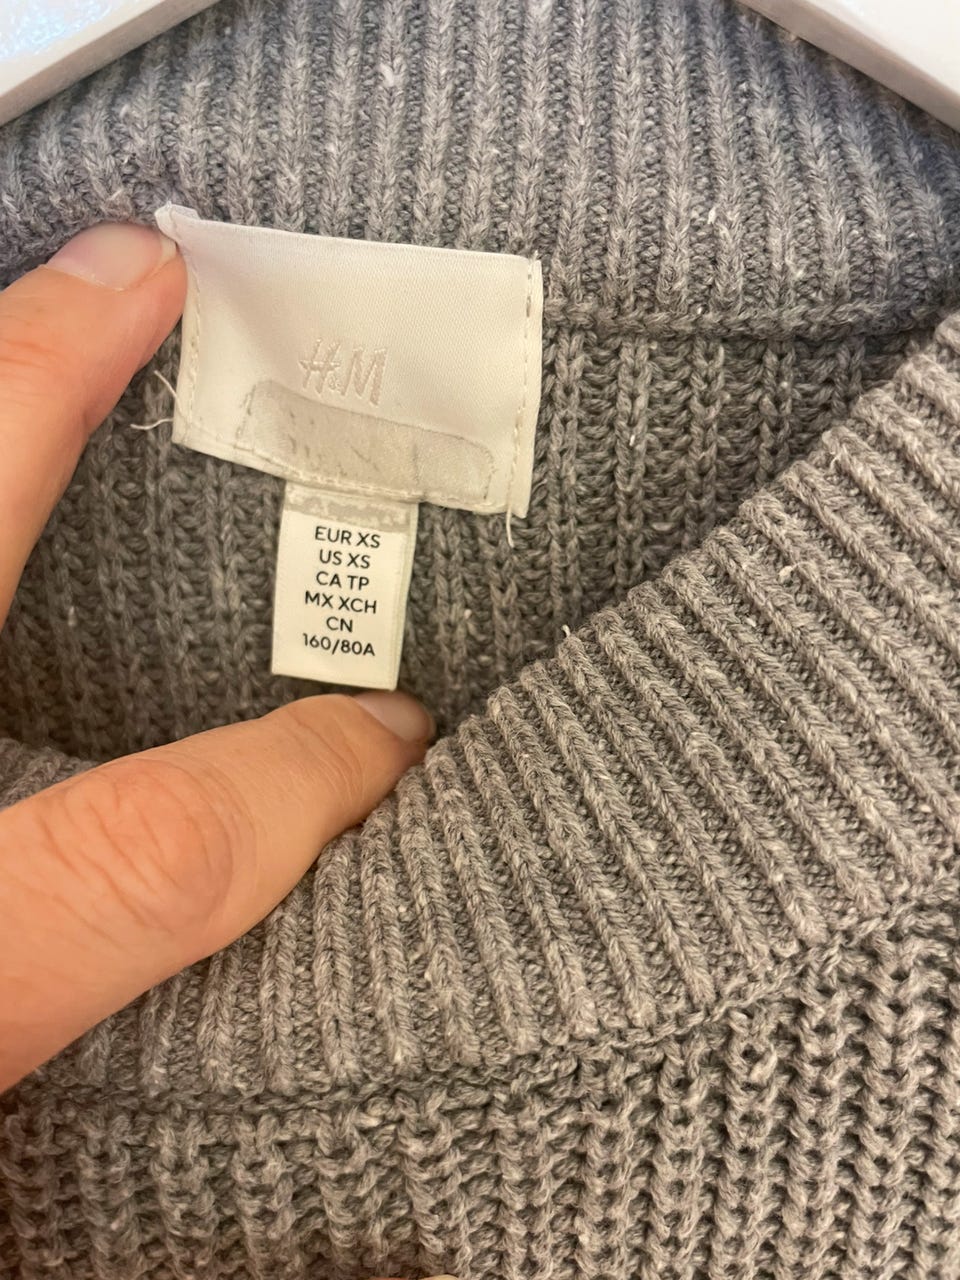 H&M
EUR XS
US XS
CA TP
MX XCH
CN
160/80A